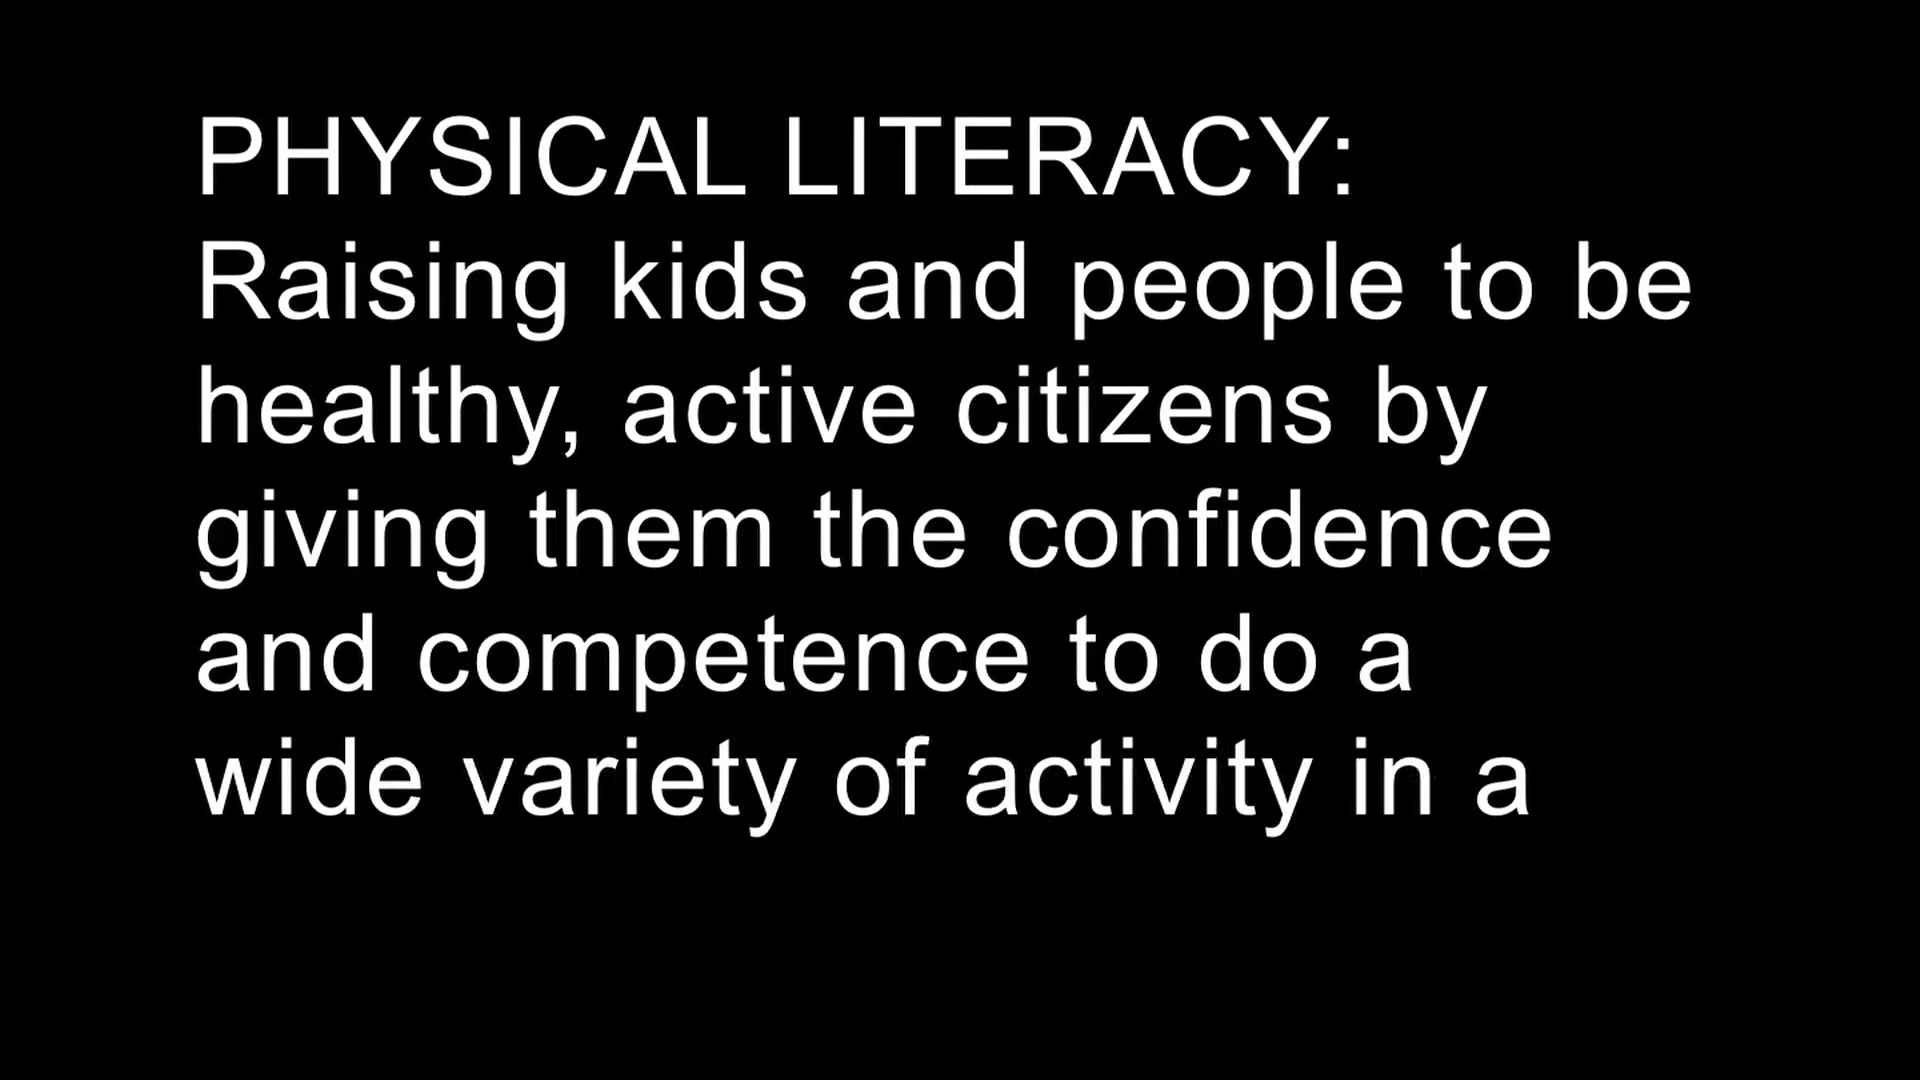 PHYSICAL LITERACY:
Raising kids and people to be
healthy, active citizens by
giving them the confidence
and competence to do a
wide variety of activity in a